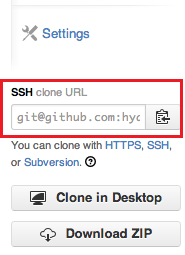 Settings
SSH clone URL
git@github.com:hyc
You can clone with HTTPS, SSH,
or Subversion.
Clone in Desktop
Download ZIP